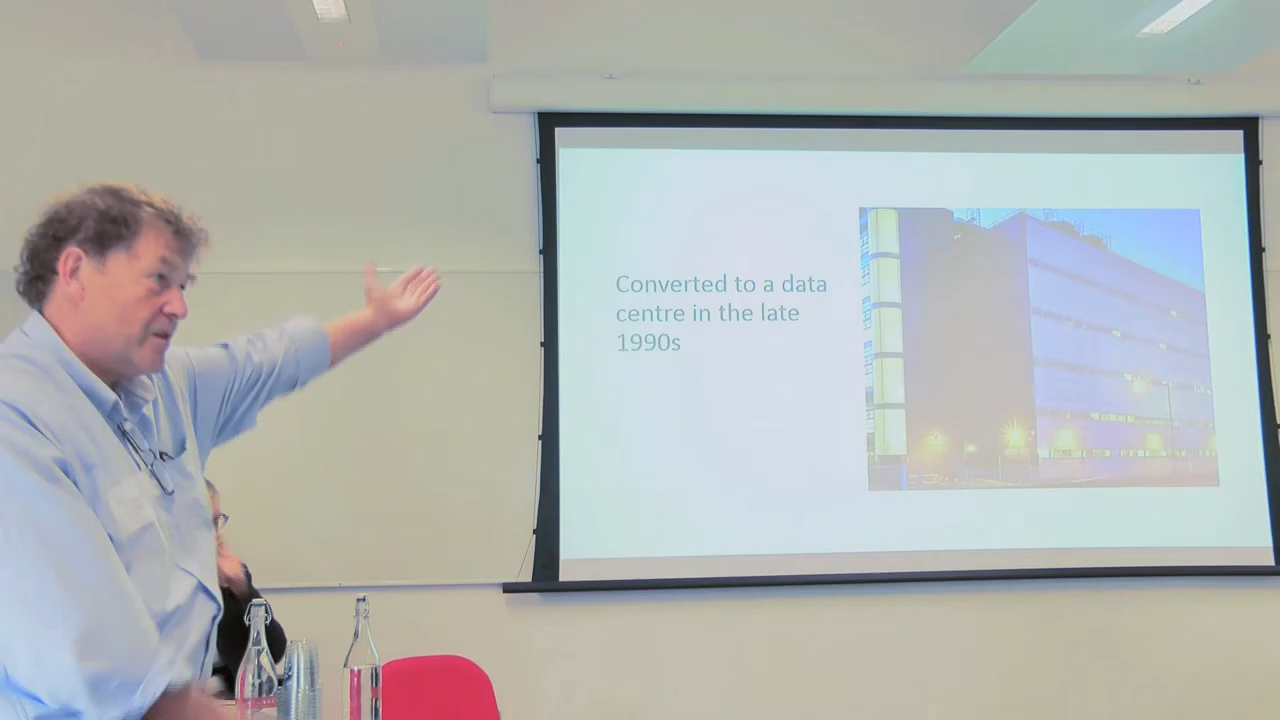 Converted to a data
centre in the late
1990s